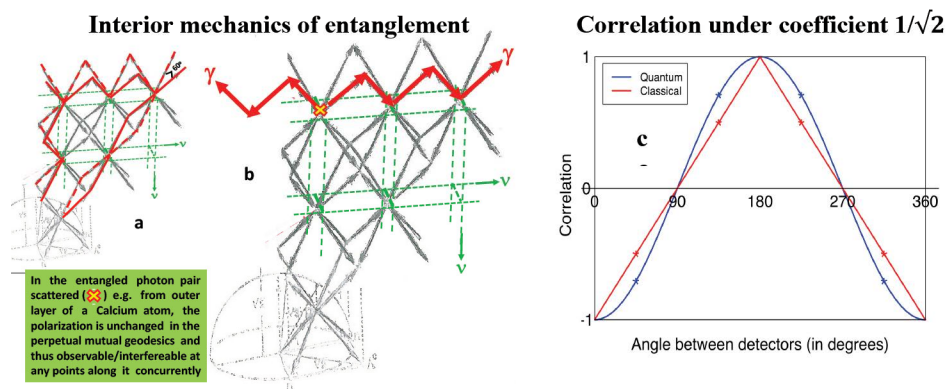 Interior mechanics of entanglement
Correlation under coefficient 1/√2
60º
γ
γ
ν
ν
ν
ν
a
b
In the entangled photon pair
scattered ( ) e.g. from outer
layer of a Calcium atom, the
polarization is unchanged in the
perpetual mutual geodesics and
thus observable/interfereable at
any points along it concurrently
Quantum
Classical
c
1
0
-1
Correlation
0
90
180
270
360
Angle between detectors (in degrees)